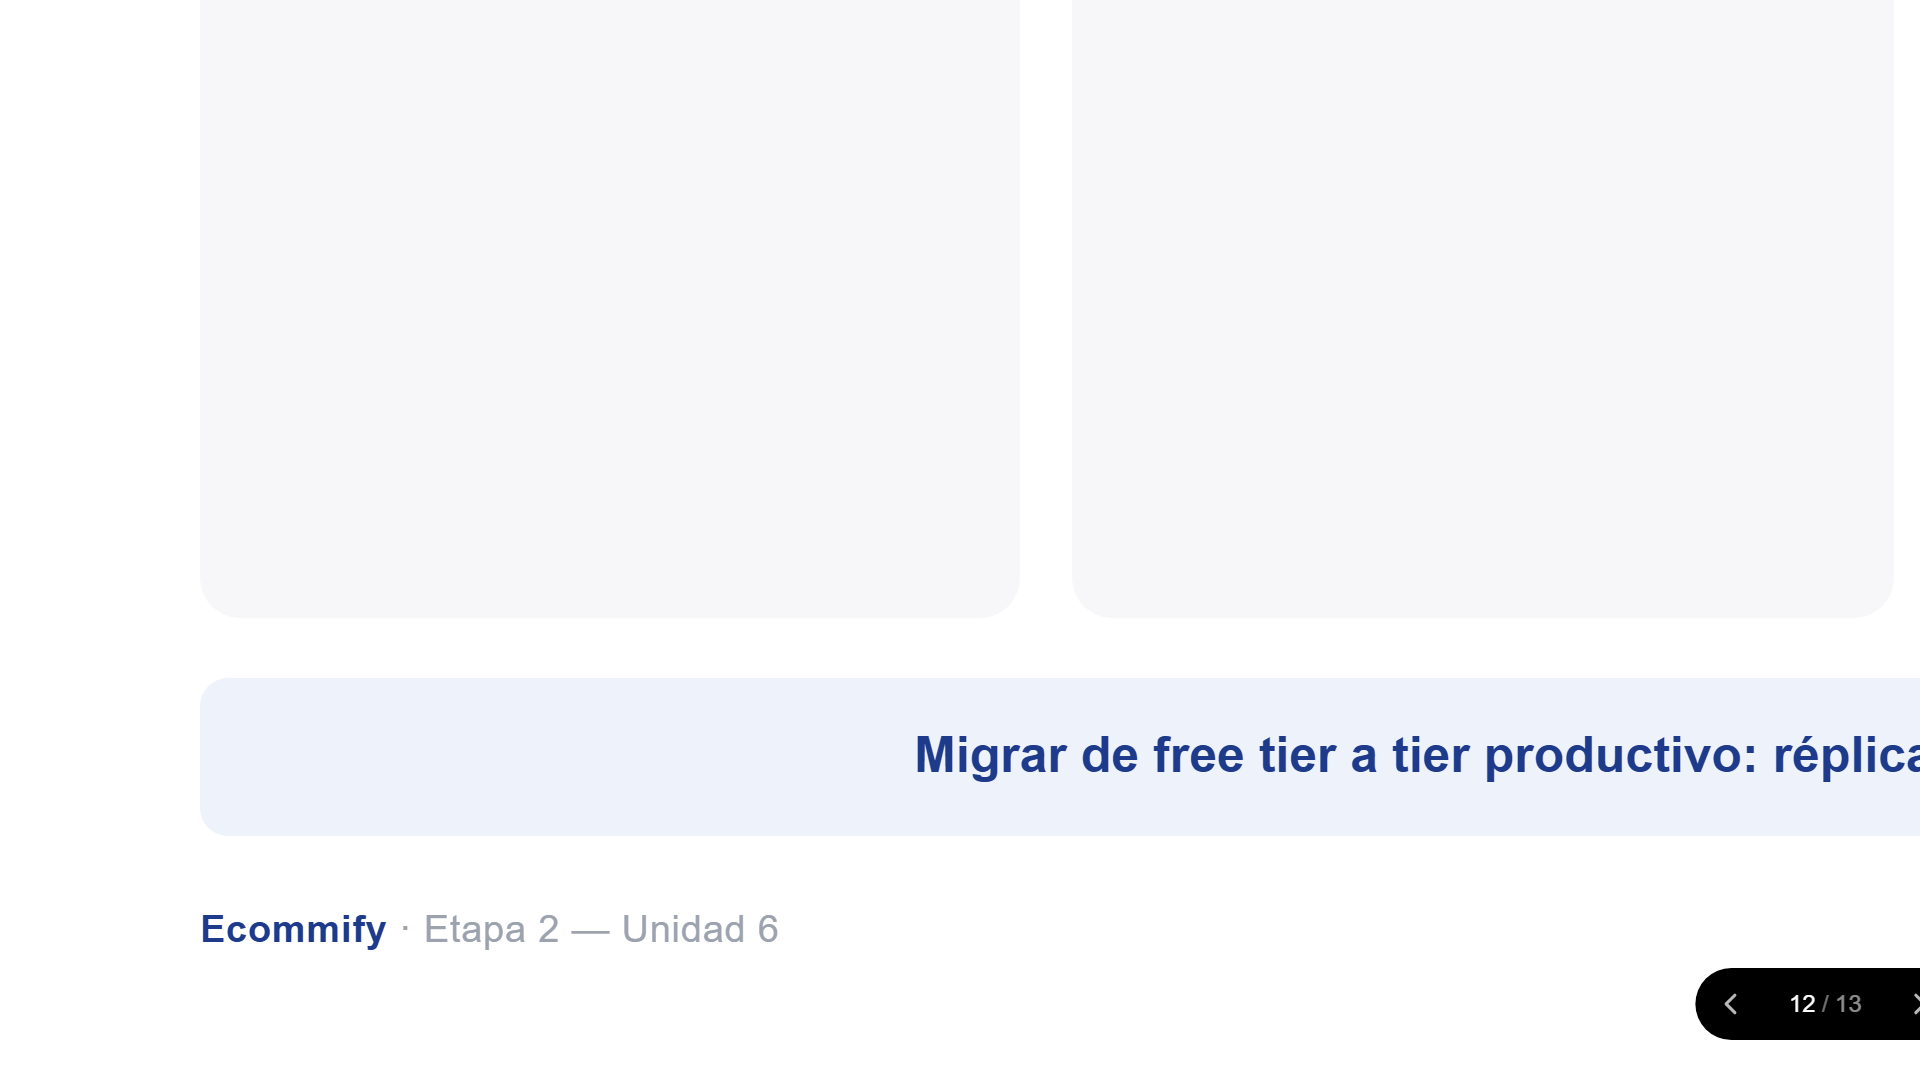 Migrar de free tier a tier productivo: réplica
Ecommify · Etapa 2 — Unidad 6
12 / 13